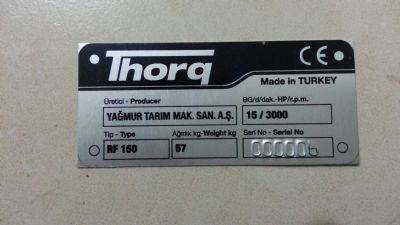 Thorq
CE
Made in TURKEY
Üretici - Producer
BG/d/dak.-HP/r.p.m.
YAĞMUR TARIM MAK. SAN. A.Ş.
15 / 3000
Tip - Type
Ağırlık kg-Weight kg
Seri No - Serial No
RF 150
57
000006